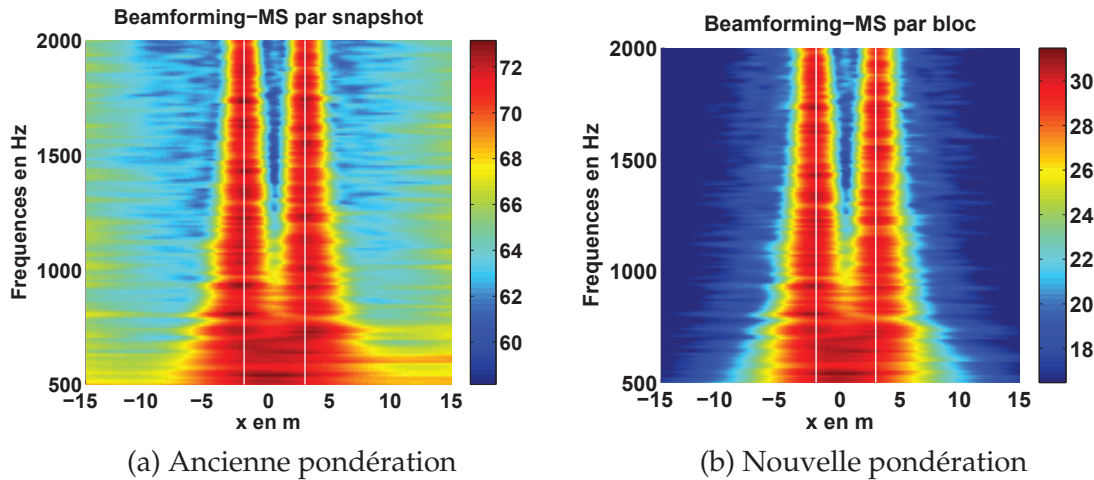 Beamforming−MS par snapshot
2000
1500
1000
500
Frequences en Hz
−15 −10 −5 0 5 10 15
x en m
72
70
68
66
64
62
60
(a) Ancienne pondération
Beamforming−MS par bloc
2000
1500
1000
500
Frequences en Hz
−15 −10 −5 0 5 10 15
x en m
30
28
26
24
22
20
18
(b) Nouvelle pondération